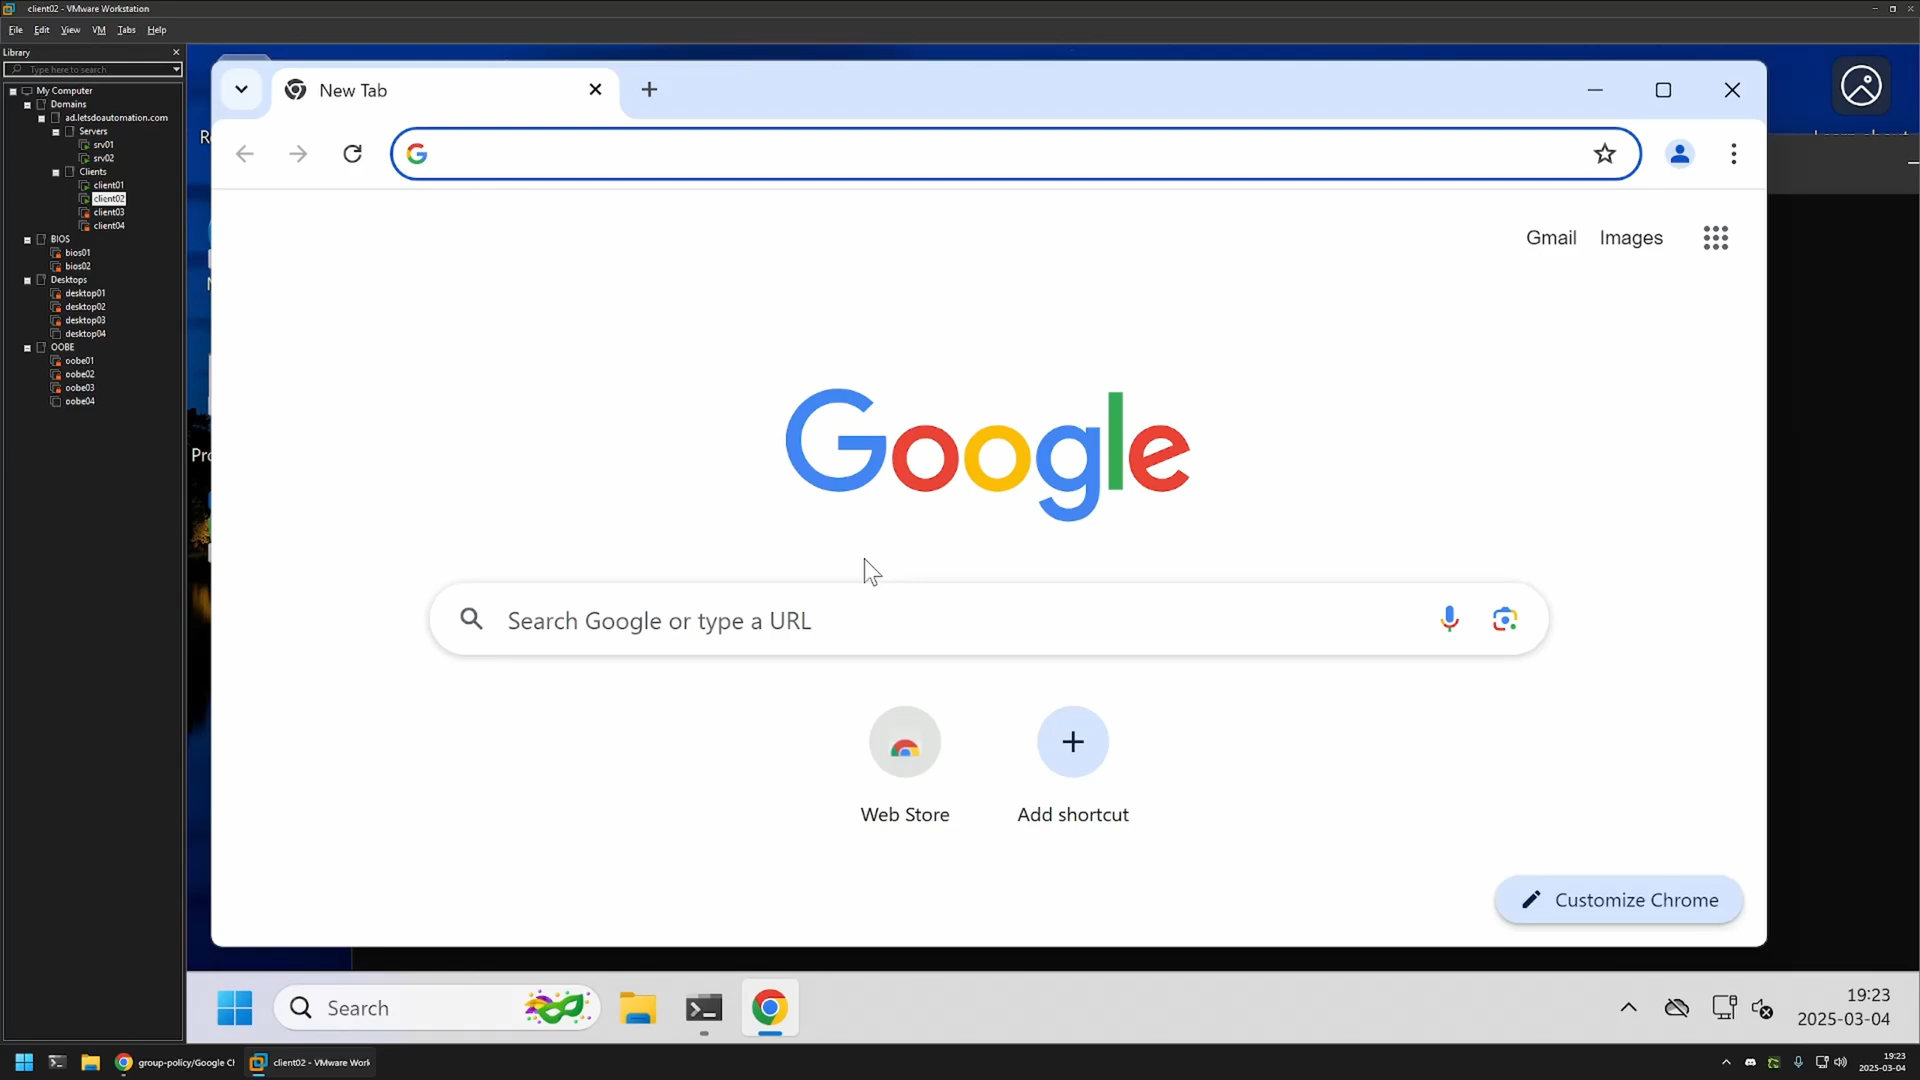 client02 - VMware Workstation
File Edit View VM Tabs Help
Library
Type here to search
My Computer
Domains
ad.letsdoautomation.com
Servers
srv01
srv02
Clients
client01
client02
client03
client04
BIOS
bios01
bios02
Desktops
desktop01
desktop02
desktop03
desktop04
OOBE
oobe01
oobe02
oobe03
oobe04
New Tab
Gmail Images
Google
Search Google or type a URL
Web Store Add shortcut
Customize Chrome
Search
19:23
2025-03-04
group-policy/Google Cl
client02 - VMware Work
19:23
2025-03-04